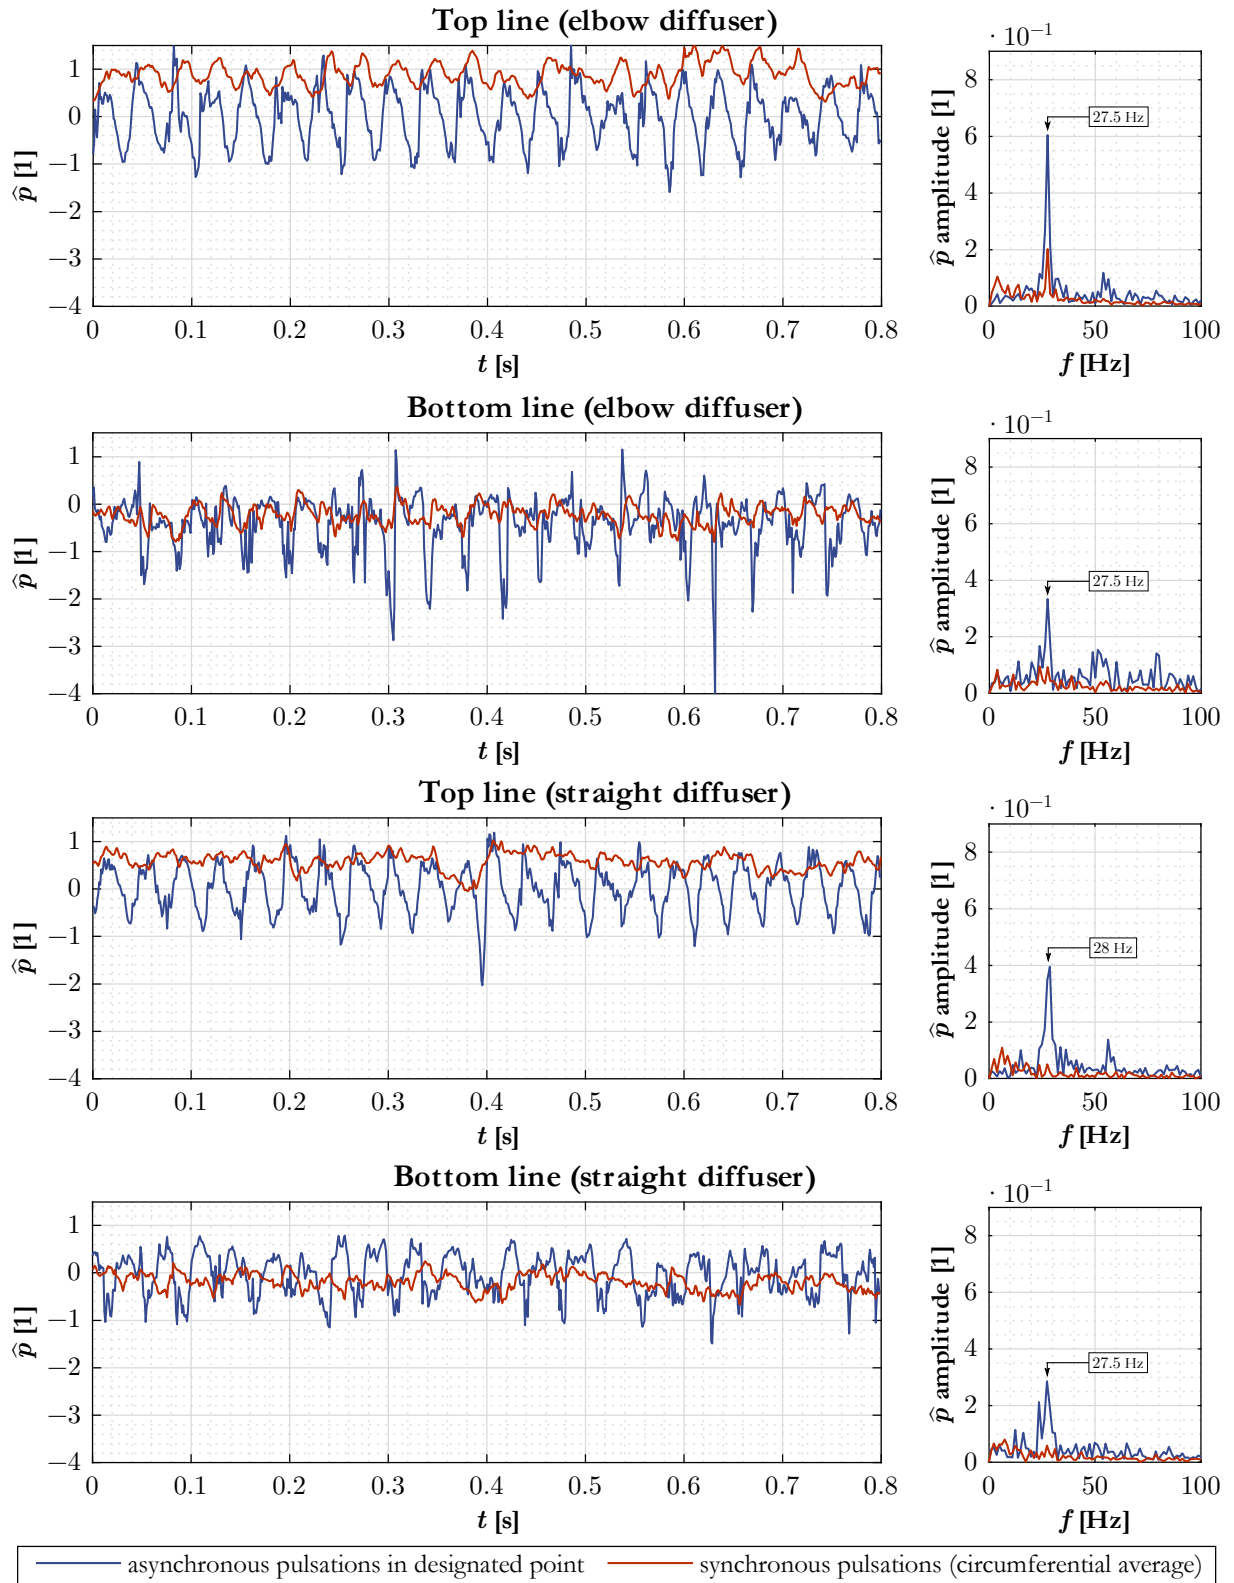 Top line (elbow diffuser)
p̂ [1]
1
0
−1
−2
−3
−4
0 0.1 0.2 0.3 0.4 0.5 0.6 0.7 0.8
t [s]
· 10⁻¹
p̂ amplitude [1]
8
6
4
2
0
27.5 Hz
0 50 100
f [Hz]
Bottom line (elbow diffuser)
p̂ [1]
1
0
−1
−2
−3
−4
0 0.1 0.2 0.3 0.4 0.5 0.6 0.7 0.8
t [s]
· 10⁻¹
p̂ amplitude [1]
8
6
4
2
0
27.5 Hz
0 50 100
f [Hz]
Top line (straight diffuser)
p̂ [1]
1
0
−1
−2
−3
−4
0 0.1 0.2 0.3 0.4 0.5 0.6 0.7 0.8
t [s]
· 10⁻¹
p̂ amplitude [1]
8
6
4
2
0
28 Hz
0 50 100
f [Hz]
Bottom line (straight diffuser)
p̂ [1]
1
0
−1
−2
−3
−4
0 0.1 0.2 0.3 0.4 0.5 0.6 0.7 0.8
t [s]
· 10⁻¹
p̂ amplitude [1]
8
6
4
2
0
27.5 Hz
0 50 100
f [Hz]
asynchronous pulsations in designated point synchronous pulsations (circumferential average)